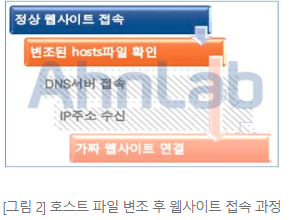 정상 웹사이트 접속
변조된 hosts파일 확인
DNS서버 접속
AhnLab
IP주소 수신
가짜 웹사이트 연결
[그림 2] 호스트 파일 변조 후 웹사이트 접속 과정